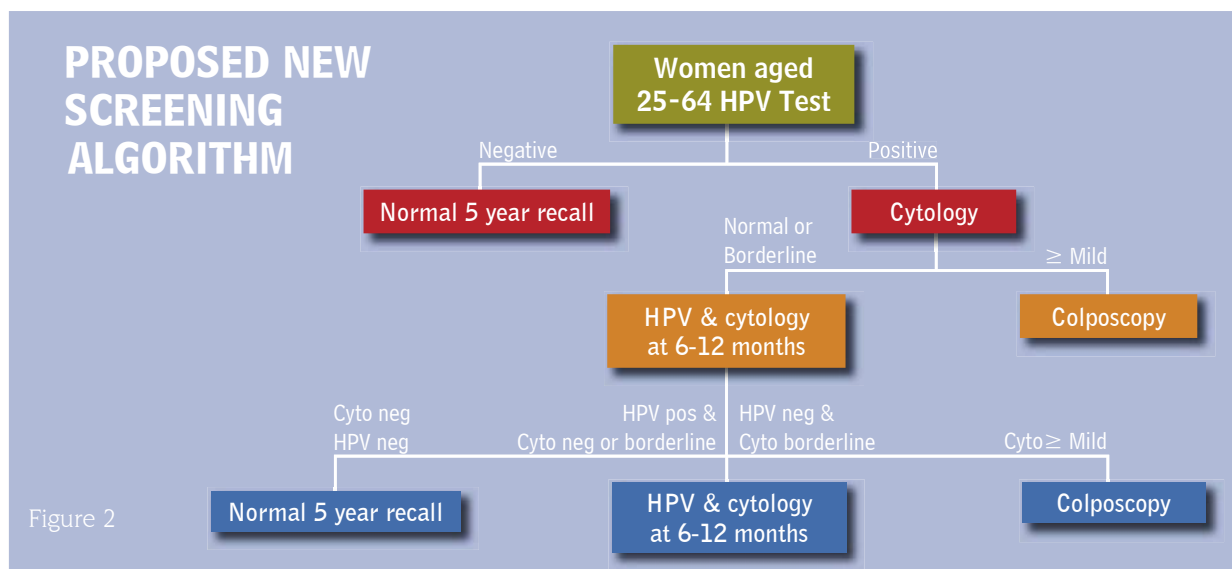 PROPOSED NEW
SCREENING
ALGORITHM
Women aged
25-64 HPV Test
Negative
Positive
Normal 5 year recall
Cytology
Normal or
Borderline
≥ Mild
HPV & cytology
at 6-12 months
Colposcopy
Cyto neg
HPV neg
HPV pos &
Cyto neg or borderline
HPV neg &
Cyto borderline
Cyto≥ Mild
Normal 5 year recall
HPV & cytology
at 6-12 months
Colposcopy
Figure 2